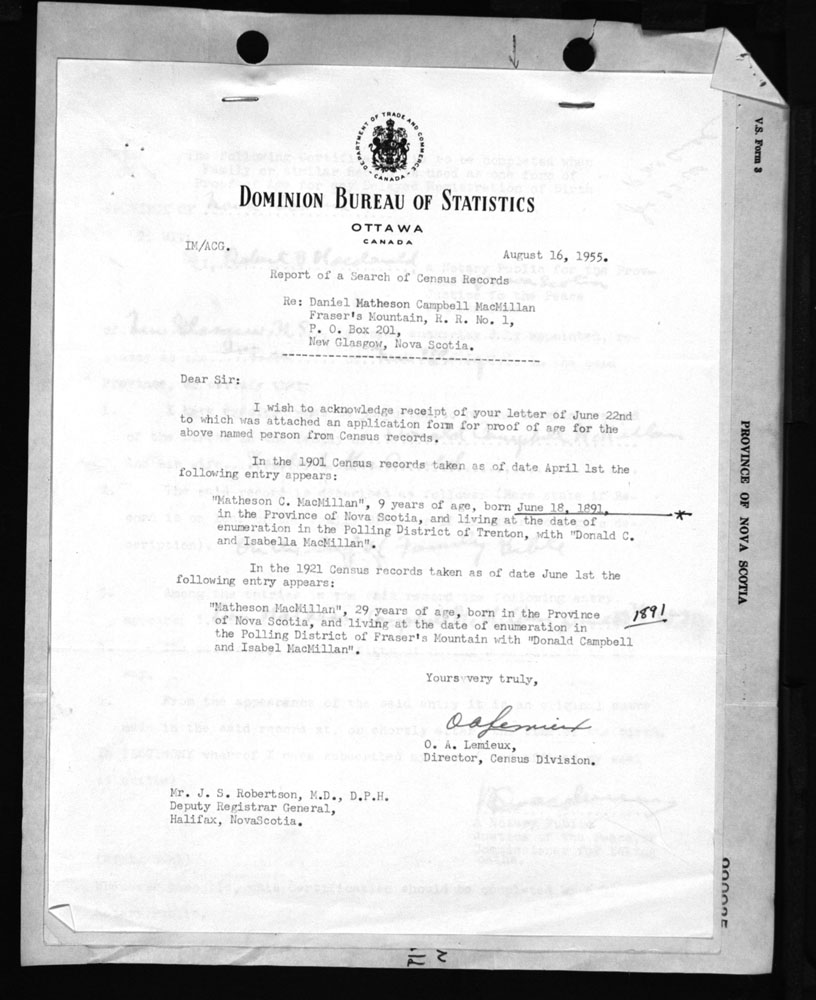 DEPARTMENT OF TRADE AND COMMERCE
CANADA
DOMINION BUREAU OF STATISTICS
OTTAWA
CANADA
IM/ACG.
August 16, 1955.
Report of a Search of Census Records
Re: Daniel Matheson Campbell MacMillan
Fraser's Mountain, R. R. No. 1,
P. O. Box 201,
New Glasgow, Nova Scotia.
Dear Sir:
I wish to acknowledge receipt of your letter of June 22nd
to which was attached an application form for proof of age for the
above named person from Census records.
In the 1901 Census records taken as of date April 1st the
following entry appears:
"Matheson C. MacMillan", 9 years of age, born June 18, 1891, *
in the Province of Nova Scotia, and living at the date of
enumeration in the Polling District of Trenton, with "Donald C.
and Isabella MacMillan".
In the 1921 Census records taken as of date June 1st the
following entry appears:
"Matheson MacMillan", 29 years of age, born in the Province 1891
of Nova Scotia, and living at the date of enumeration in
the Polling District of Fraser's Mountain with "Donald Campbell
and Isabel MacMillan".
Yours very truly,
O A Lemieux
O. A. Lemieux,
Director, Census Division.
Mr. J. S. Robertson, M.D., D.P.H.
Deputy Registrar General,
Halifax, NovaScotia.
V.S. Form 3
PROVINCE OF NOVA SCOTIA